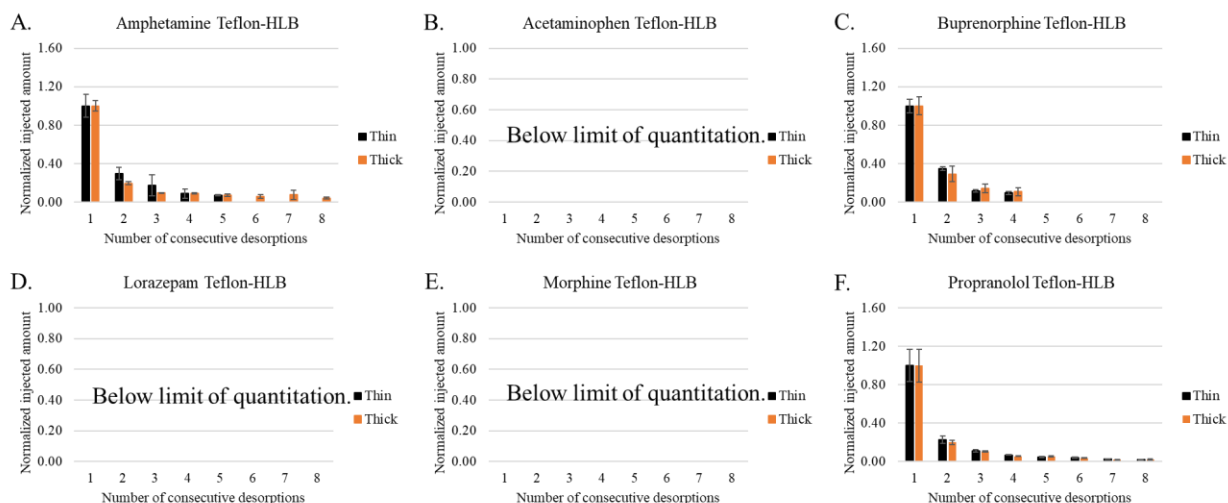 A.
Amphetamine Teflon-HLB
Normalized injected amount
1.60
1.20
0.80
0.40
0.00
1 2 3 4 5 6 7 8
Number of consecutive desorptions
Thin
Thick
B.
Acetaminophen Teflon-HLB
Normalized injected amount
1.00
0.80
0.60
0.40
0.20
0.00
Below limit of quantitation.
1 2 3 4 5 6 7 8
Number of consecutive desorptions
Thin
Thick
C.
Buprenorphine Teflon-HLB
Normalized injected amount
1.60
1.20
0.80
0.40
0.00
1 2 3 4 5 6 7 8
Number of consecutive desorptions
Thin
Thick
D.
Lorazepam Teflon-HLB
Normalized injected amount
1.00
0.80
0.60
0.40
0.20
0.00
Below limit of quantitation.
1 2 3 4 5 6 7 8
Number of consecutive desorptions
Thin
Thick
E.
Morphine Teflon-HLB
Normalized injected amount
1.00
0.80
0.60
0.40
0.20
0.00
Below limit of quantitation.
1 2 3 4 5 6 7 8
Number of consecutive desorptions
Thin
Thick
F.
Propranolol Teflon-HLB
Normalized injected amount
1.60
1.20
0.80
0.40
0.00
1 2 3 4 5 6 7 8
Number of consecutive desorptions
Thin
Thick